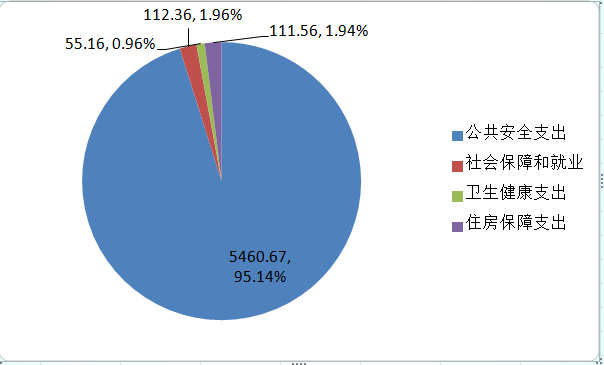 112.36, 1.96%
111.56, 1.94%
55.16, 0.96%
5460.67,
95.14%
公共安全支出
社会保障和就业
卫生健康支出
住房保障支出